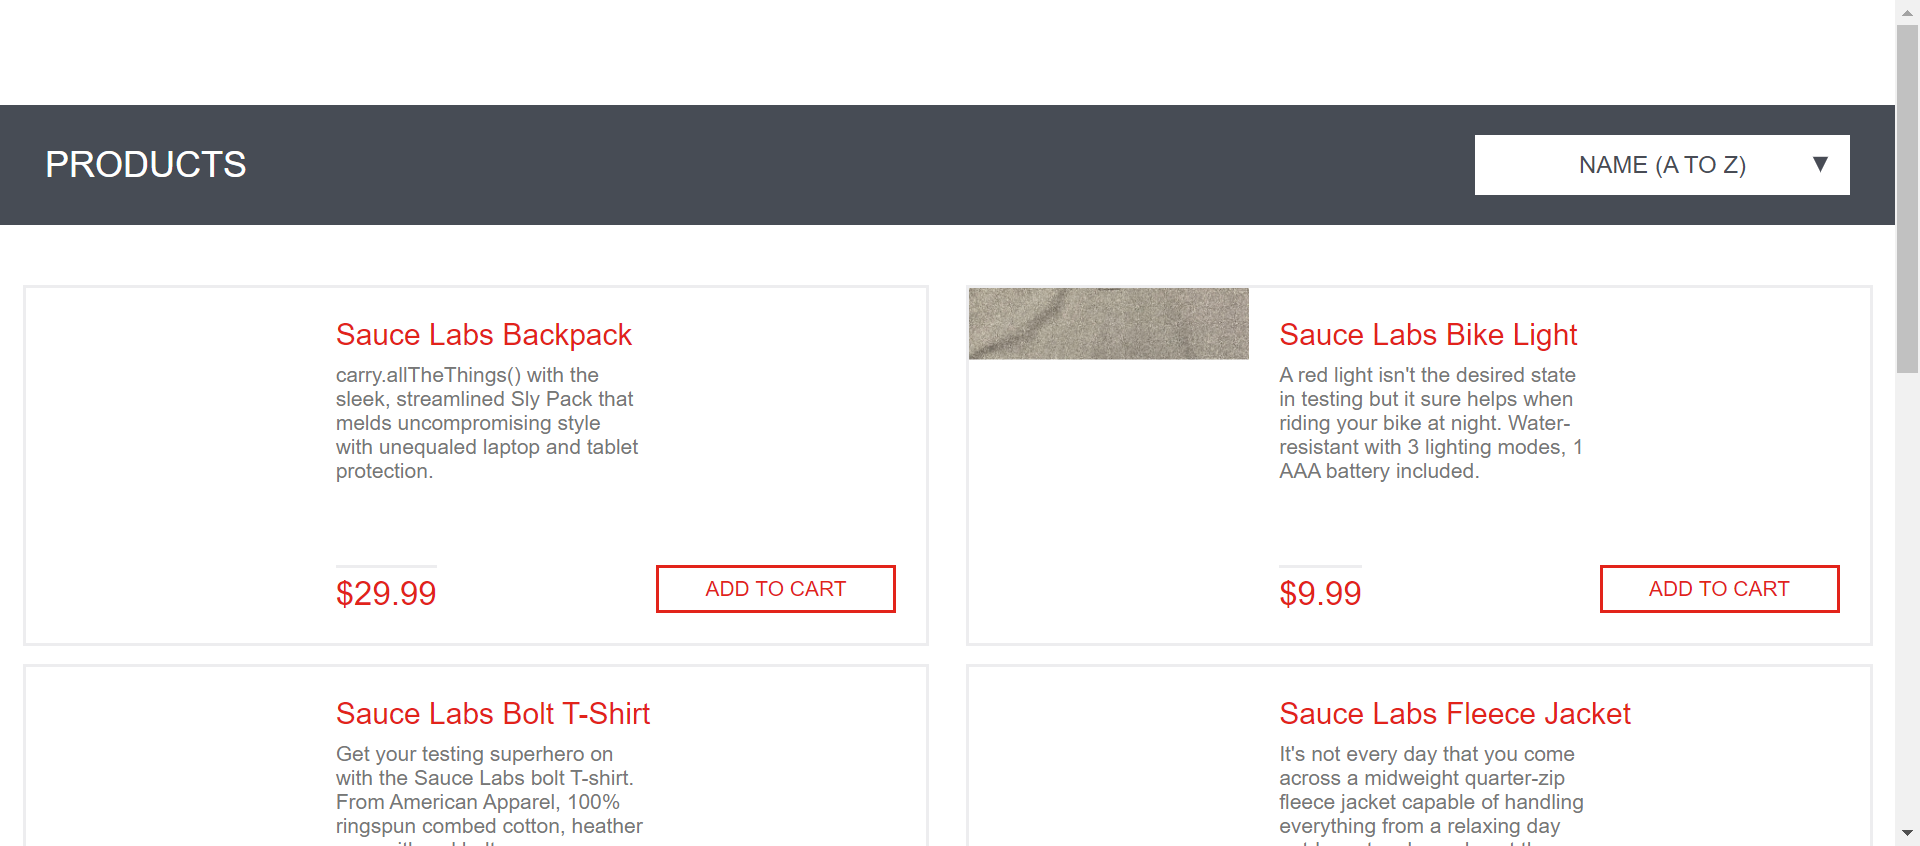 PRODUCTS
NAME (A TO Z)
Sauce Labs Backpack
carry.allTheThings() with the
sleek, streamlined Sly Pack that
melds uncompromising style
with unequaled laptop and tablet
protection.
$29.99
ADD TO CART
Sauce Labs Bike Light
A red light isn't the desired state
in testing but it sure helps when
riding your bike at night. Water-
resistant with 3 lighting modes, 1
AAA battery included.
$9.99
ADD TO CART
Sauce Labs Bolt T-Shirt
Get your testing superhero on
with the Sauce Labs bolt T-shirt.
From American Apparel, 100%
ringspun combed cotton, heather
Sauce Labs Fleece Jacket
It's not every day that you come
across a midweight quarter-zip
fleece jacket capable of handling
everything from a relaxing day